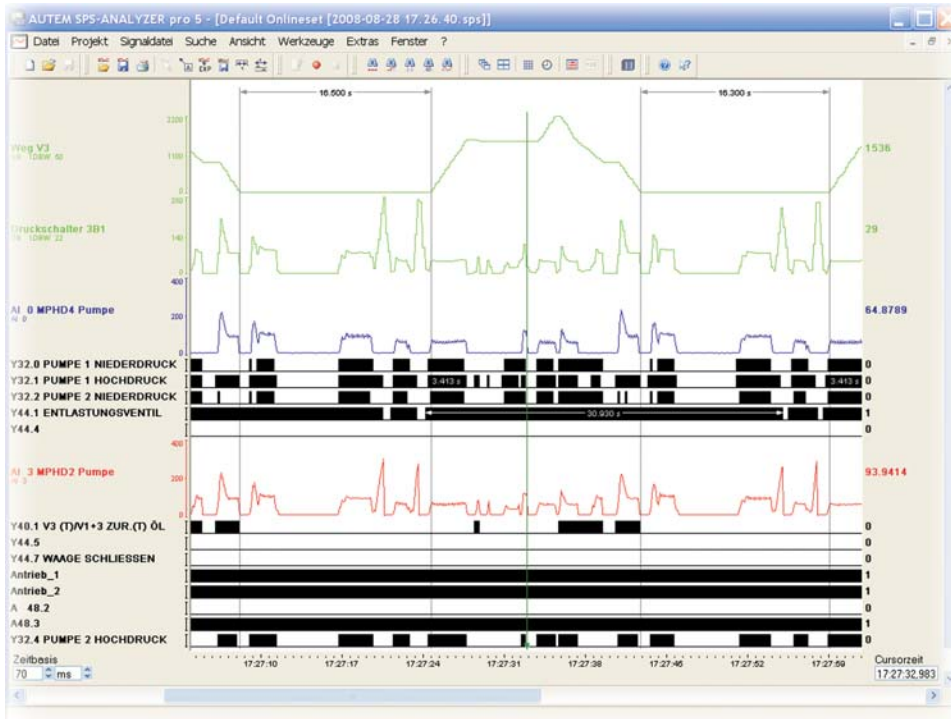 AUTEM SPS-ANALYZER pro 5 - [Default Onlineset [2008-08-28 17.26.40.sps]]
Datei Projekt Signaldatei Suche Ansicht Werkzeuge Extras Fenster ?
16.500 s
16.300 s
2200
Weg V3
1536
1100
0
280
Druckschalter 3B1
29
140
0
400
AI 0 MPHD4 Pumpe
64.8789
AI 0
200
0
Y32.0 PUMPE 1 NIEDERDRUCK 0
Y32.1 PUMPE 1 HOCHDRUCK 3.413 s 3.413 s 0
Y32.2 PUMPE 2 NIEDERDRUCK 0
Y44.1 ENTLASTUNGSVENTIL 30.930 s 1
Y44.4 0
400
AI 3 MPHD2 Pumpe
93.9414
200
0
Y40.1 V3 (T)/V1+3 ZUR.(T) ÖL 0
Y44.5 0
Y44.7 WAAGE SCHLIESSEN 0
Antrieb_1 1
Antrieb_2 1
A 48.2 0
A48.3 1
Y32.4 PUMPE 2 HOCHDRUCK 0
Zeitbasis
70 ms
17:27:10 17:27:17 17:27:24 17:27:31 17:27:38 17:27:45 17:27:52 17:27:59
Cursorzeit
17:27:32,983